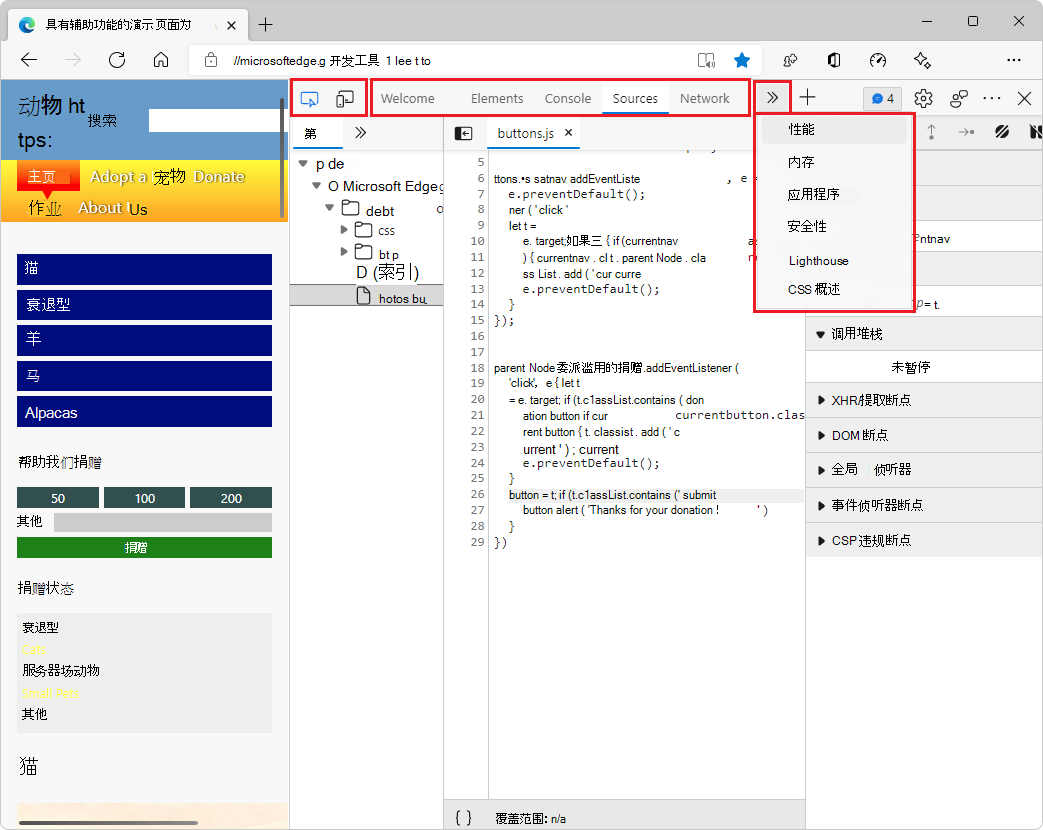 具有辅助功能的演示 页面为
//microsoftedge.g 开发工具 1 lee t to
动物 ht
tps:
搜索
主页
Adopt a 宠物 Donate
作业
About Us
猫
衰退型
羊
马
Alpacas
帮助我们捐赠
50 100 200
其他
捐赠
捐赠状态
衰退型
服务器场动物
其他
猫
Welcome Elements Console Sources Network
4
第
p de
O Microsoft Edgeg
debt o
css
bt p
D (索引)
hotos bu
buttons.js
5
6 ttons.•s satnav addEventListe , e =
7 e.preventDefault();
8 ner ( ' click '
9 let t =
10 e. target;如果三 { if (currentnav
11 ) { currentnav . cl t . parent Node . cla
12 ss List . add ( ' cur curre
13 e.preventDefault();
14 }
15 });
16
17
18 parent Node委派滥用的捐赠.addEventListener (
19 'click', e { let t
20 = e. target; if (t.c1assList.contains ( don
21 ation button if cur currentbutton.clas
22 rent button { t. classist . add ( ' c
23 urrent ' ) ; current
24 e.preventDefault();
25 }
26 button = t; if (t.c1assList.contains (' submit
27 button alert ( 'Thanks for your donation ! ' )
28 }
29 })
{ } 覆盖范围: n/a
性能
内存
应用程序
安全性
Lighthouse
CSS 概述
ntnav
= t.
调用堆栈
未暂停
XHR/提取断点
DOM 断点
全局 侦听器
事件侦听器断点
CSP 违规断点